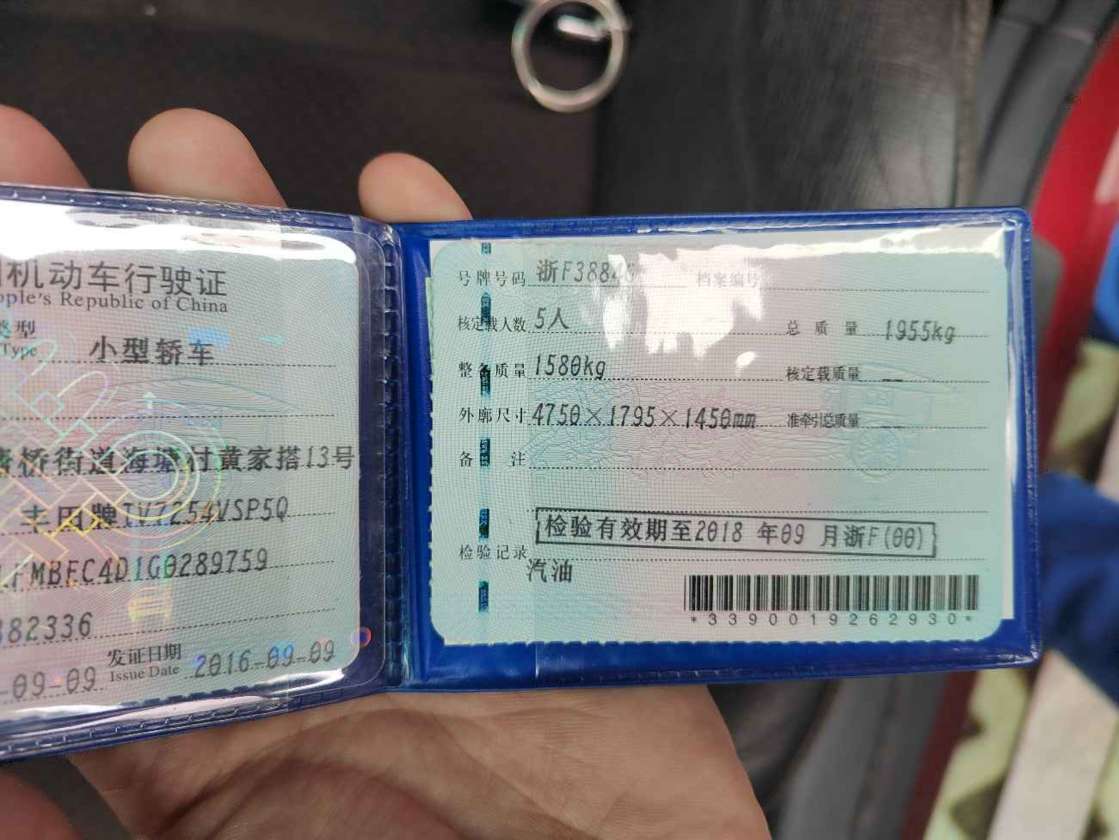 机动车行驶证
ople's Republic of China
类型
Type 小型轿车
桥街道海塘村黄家搭13号
丰田牌TV7254VSP5Q
FMBEC4D1G0289759
382336
-09-09 发证日期 Issue Date 2016-09-09
号牌号码 浙F3884 档案编号
核定载人数 5人 总质量 1955kg
整备质量 1580kg 核定载质量 --
外廓尺寸 4750×1795×1450mm 准牵引总质量 --
备注
检验有效期至2018 年09 月浙F(00)
检验记录
汽油
*3390019262930*